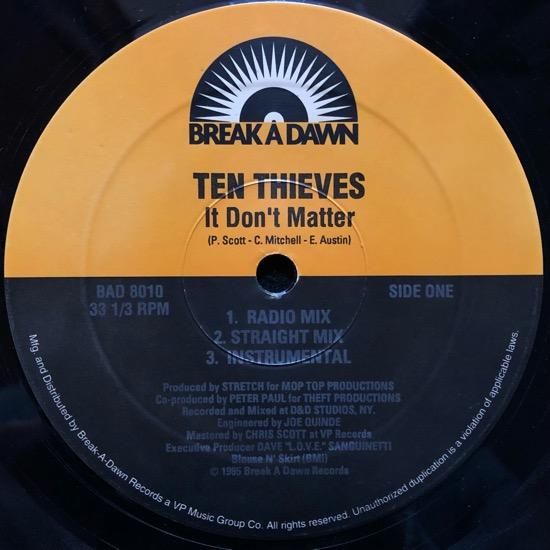 BREAK A DAWN
TEN THIEVES
It Don't Matter
(P. Scott - C. Mitchell - E. Austin)
BAD 8010
33 1/3 RPM
SIDE ONE
1. RADIO MIX
2. STRAIGHT MIX
3. INSTRUMENTAL
Produced by STRETCH for MOP TOP PRODUCTIONS
Co-produced by PETER PAUL for THEFT PRODUCTIONS
Recorded and Mixed at D&D STUDIOS, NY.
Engineered by JOE QUINDE
Mastered by CHRIS SCOTT at VP Records
Executive Producer DAVE "L.O.V.E." SANGUINETTI
Blouse N' Skirt (BMI)
© 1995 Break A Dawn Records
Mfg. and Distributed by Break-A-Dawn Records a VP Music Group Co. All rights reserved. Unauthorized duplication is a violation of applicable laws.